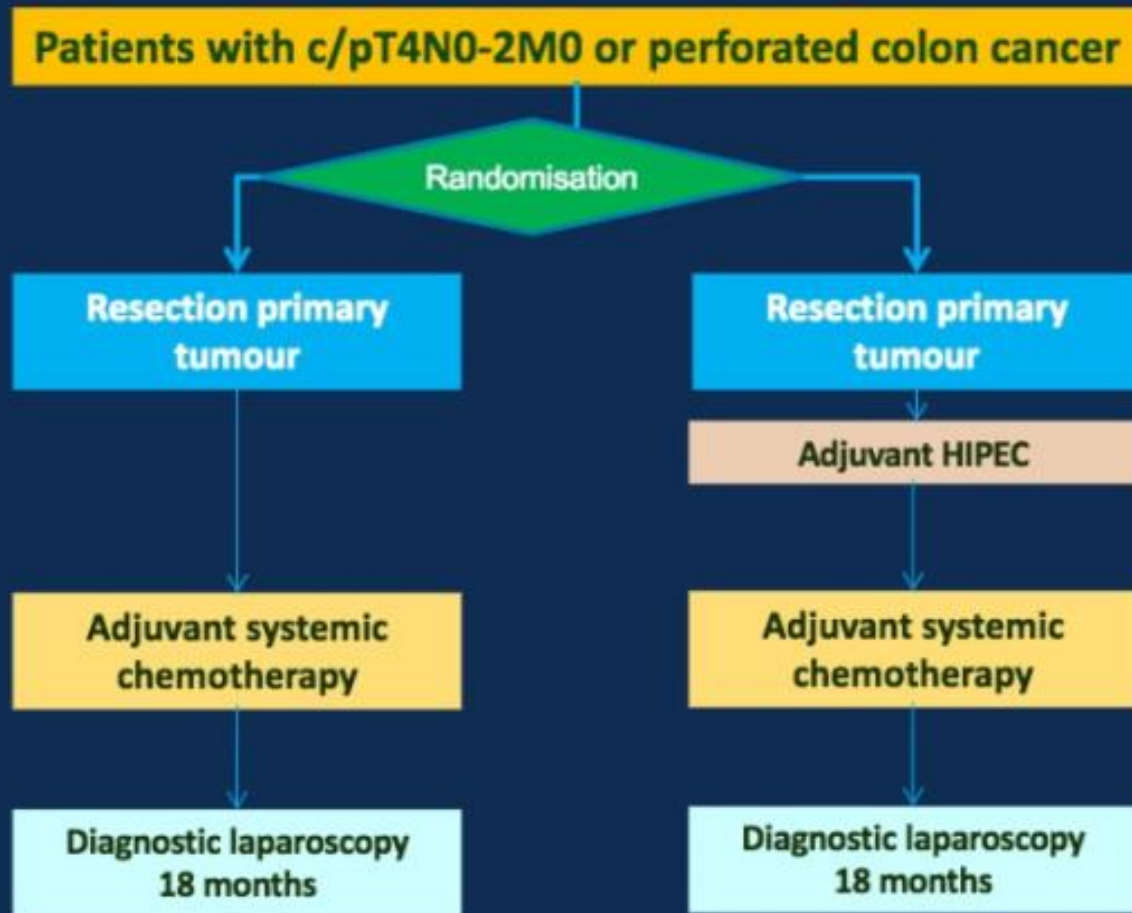 Patients with c/pT4N0-2M0 or perforated colon cancer
Randomisation
Resection primary
tumour
Resection primary
tumour
Adjuvant HIPEC
Adjuvant systemic
chemotherapy
Adjuvant systemic
chemotherapy
Diagnostic laparoscopy
18 months
Diagnostic laparoscopy
18 months